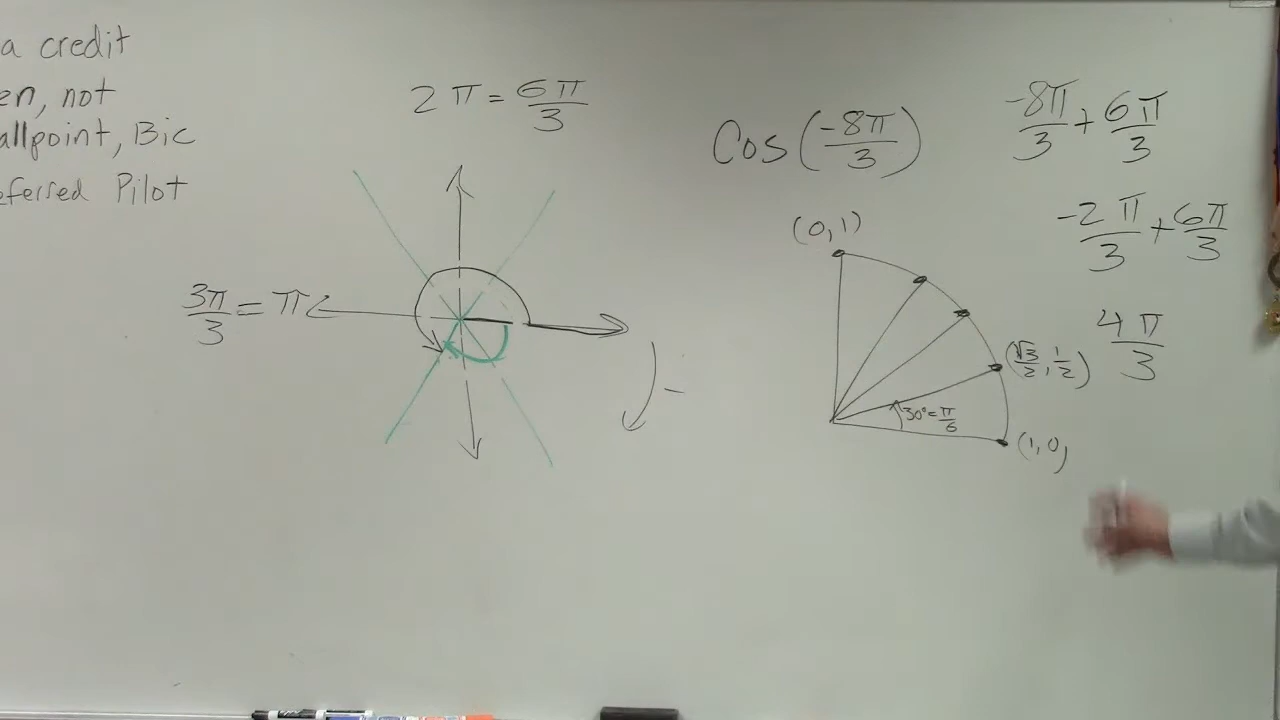 a credit
en, not
allpoint, Bic
eferred Pilot
2π = 6π/3
3π/3 = π
-
Cos(-8π/3)
(0,1)
(√3/2, 1/2)
30° = π/6
(1,0,
-8π/3 + 6π/3
-2π/3 + 6π/3
4π/3